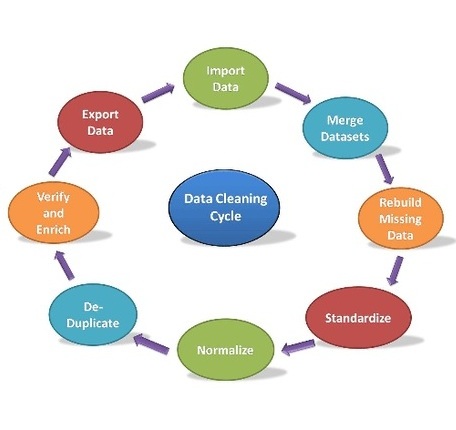 Import
Data
Merge
Datasets
Rebuild
Missing
Data
Standardize
Normalize
De-
Duplicate
Verify
and
Enrich
Export
Data
Data Cleaning
Cycle